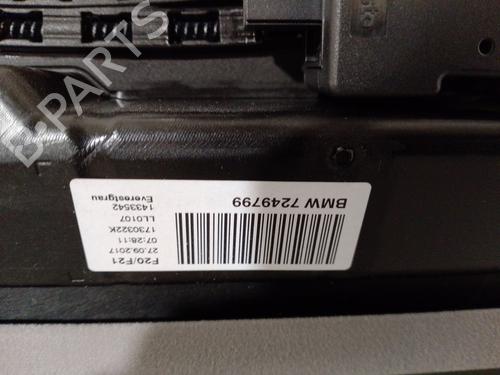 F20/F21
27.09.2017
07:28:11
1730322K
LL0107
1433542
Everestgrau
BMW 7249799
B-PARTS